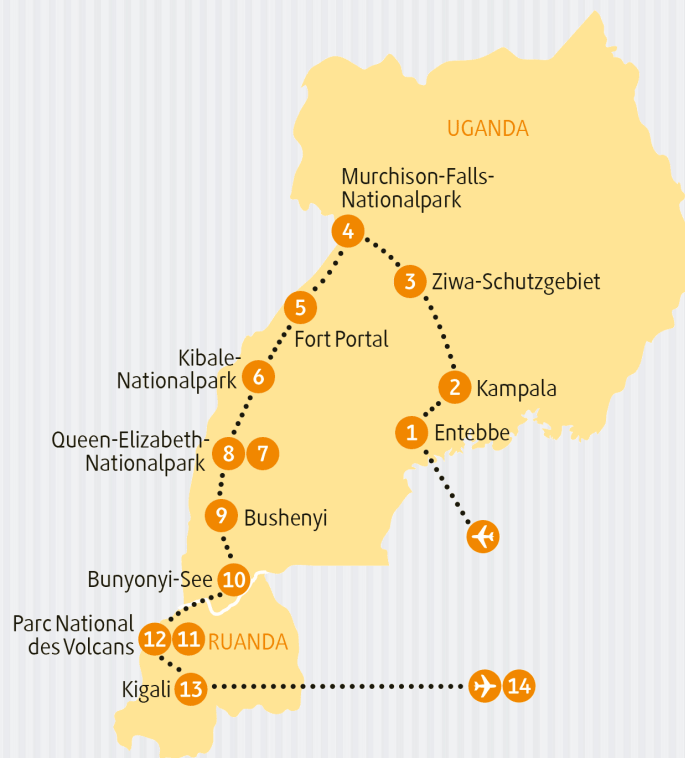 UGANDA
Murchison-Falls-
Nationalpark
4
3 Ziwa-Schutzgebiet
5
Fort Portal
Kibale-
Nationalpark
6
2 Kampala
1 Entebbe
Queen-Elizabeth-
Nationalpark
8 7
9 Bushenyi
Bunyonyi-See 10
Parc National
des Volcans
12 11 RUANDA
Kigali 13
14